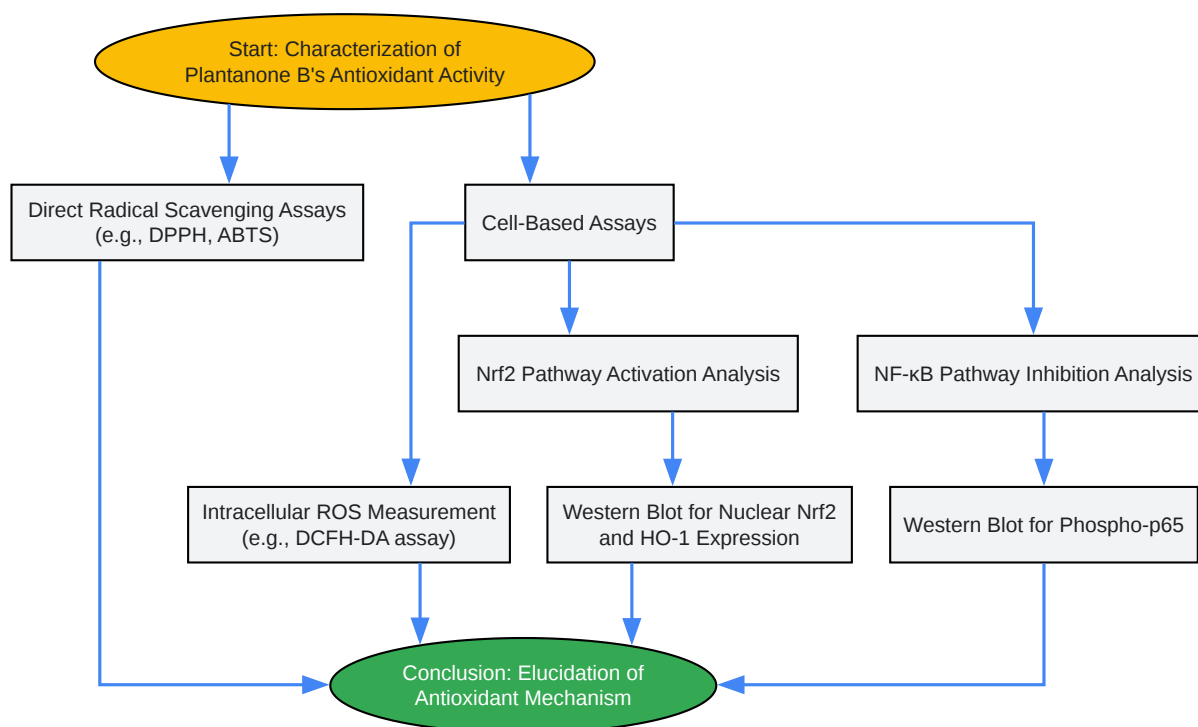 Start: Characterization of
Plantanone B's Antioxidant Activity
Direct Radical Scavenging Assays
(e.g., DPPH, ABTS)
Cell-Based Assays
Nrf2 Pathway Activation Analysis
NF-κB Pathway Inhibition Analysis
Intracellular ROS Measurement
(e.g., DCFH-DA assay)
Western Blot for Nuclear Nrf2
and HO-1 Expression
Western Blot for Phospho-p65
Conclusion: Elucidation of
Antioxidant Mechanism